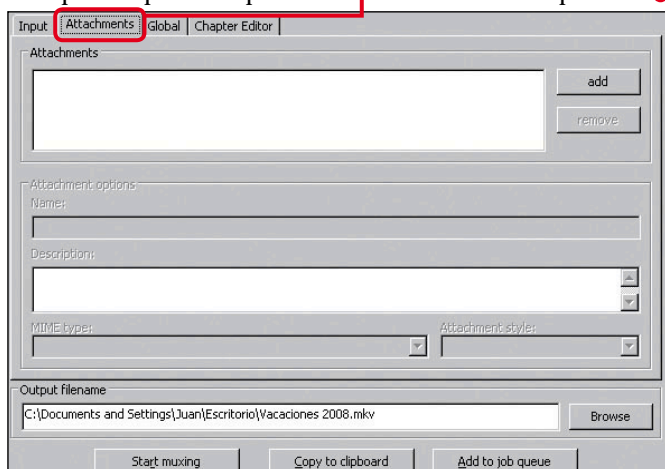 Input Attachments Global Chapter Editor
Attachments
add
remove
Attachment options
Name:
Description:
MIME type: Attachment style:
Output filename
C:\Documents and Settings\Juan\Escritorio\Vacaciones 2008.mkv Browse
Start muxing Copy to clipboard Add to job queue